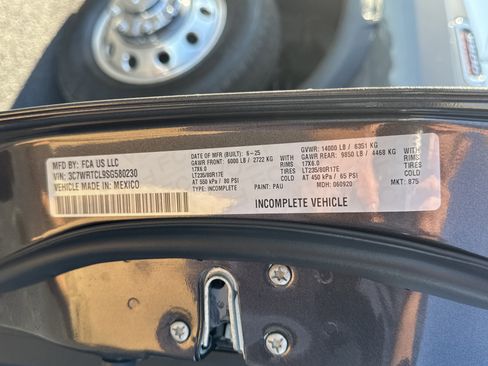 MFD BY: FCA US LLC
VIN: 3C7WRTCL9SG580230
VEHICLE MADE IN: MEXICO
DATE OF MFR (BUILT): 6-25
GAWR FRONT: 6000 LB / 2722 KG
WITH
17X6.0
RIMS
LT235/80R17E
TIRES
AT 550 kPa / 80 PSI
COLD
TYPE: INCOMPLETE
PAINT: PAU
GVWR: 14000 LB / 6351 KG
GAWR REAR: 9850 LB / 4468 KG
WITH
17X6.0
RIMS
LT235/80R17E
TIRES
AT 450 kPa / 65 PSI
COLD
MDH: 060920
MKT: 875
INCOMPLETE VEHICLE